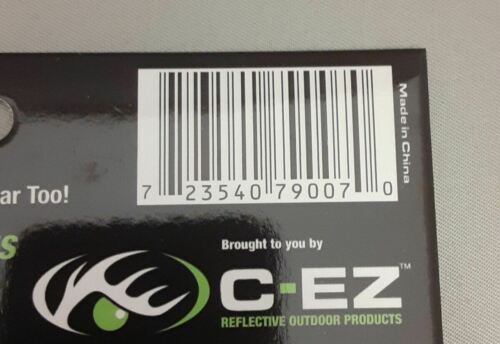 7 23540 79007 0
Made in China
ar Too!
Brought to you by
C-EZ™
REFLECTIVE OUTDOOR PRODUCTS